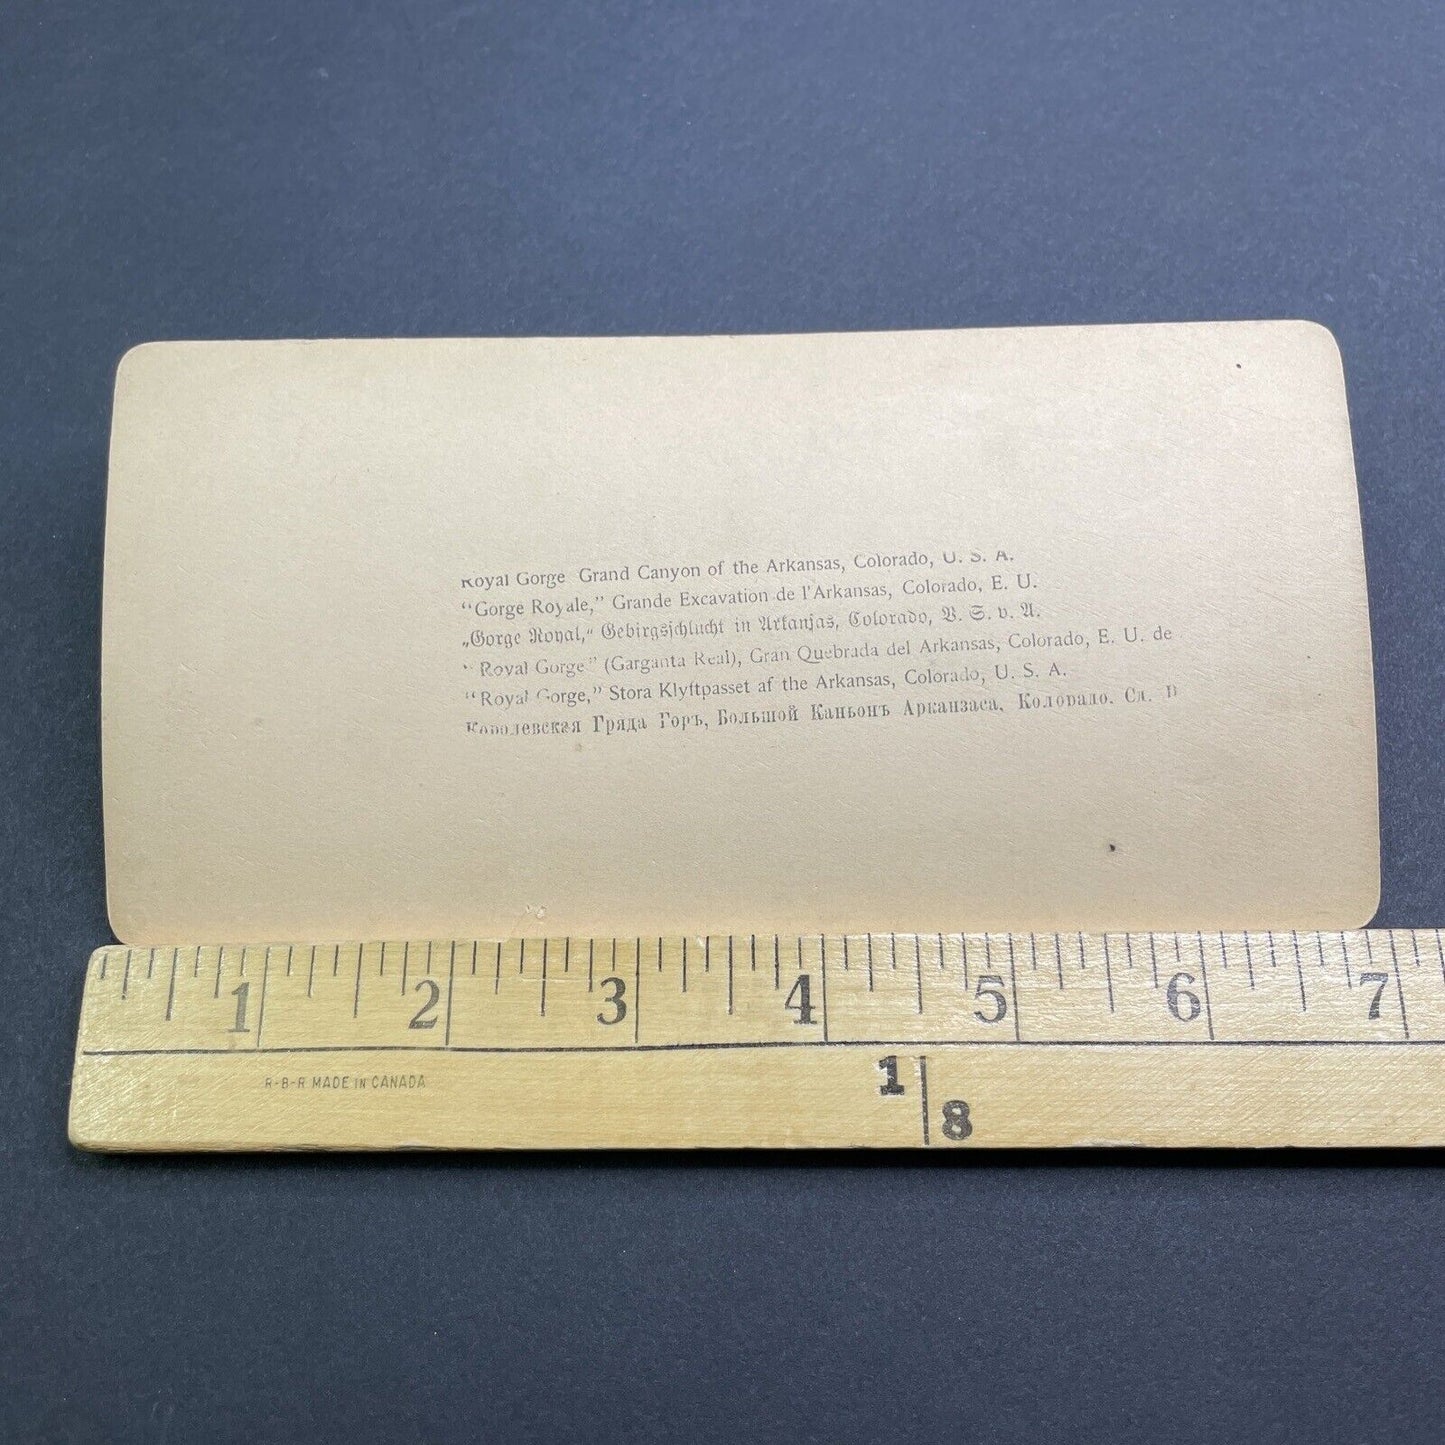 Royal Gorge Grand Canyon of the Arkansas, Colorado, U. S. A.
“Gorge Royale,” Grande Excavation de l'Arkansas, Colorado, E. U.
„Gorge Royal,“ Gebirgsschlucht in Arkansas, Colorado, V. S. v. A.
“Royal Gorge” (Garganta Real), Gran Quebrada del Arkansas, Colorado, E. U. de
“Royal Gorge,” Stora Klyftpasset af the Arkansas, Colorado, U. S. A.
Королевская Гряда Горъ, Большой Каньонъ Арканзаса, Колорадо. Сл.
1 2 3 4 5 6 7
R-B-R MADE IN CANADA
1
8